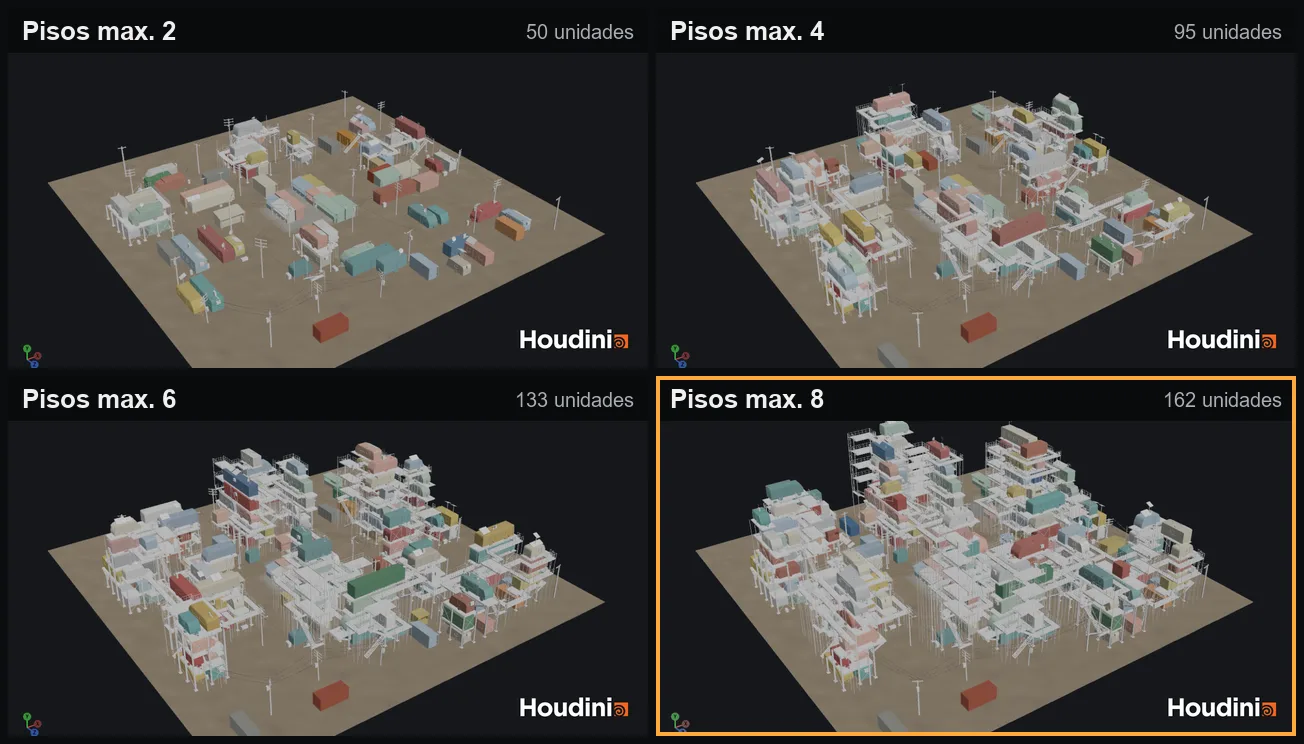 Pisos max. 2
50 unidades
Houdini
Pisos max. 4
95 unidades
Houdini
Pisos max. 6
133 unidades
Houdini
Pisos max. 8
162 unidades
Houdini